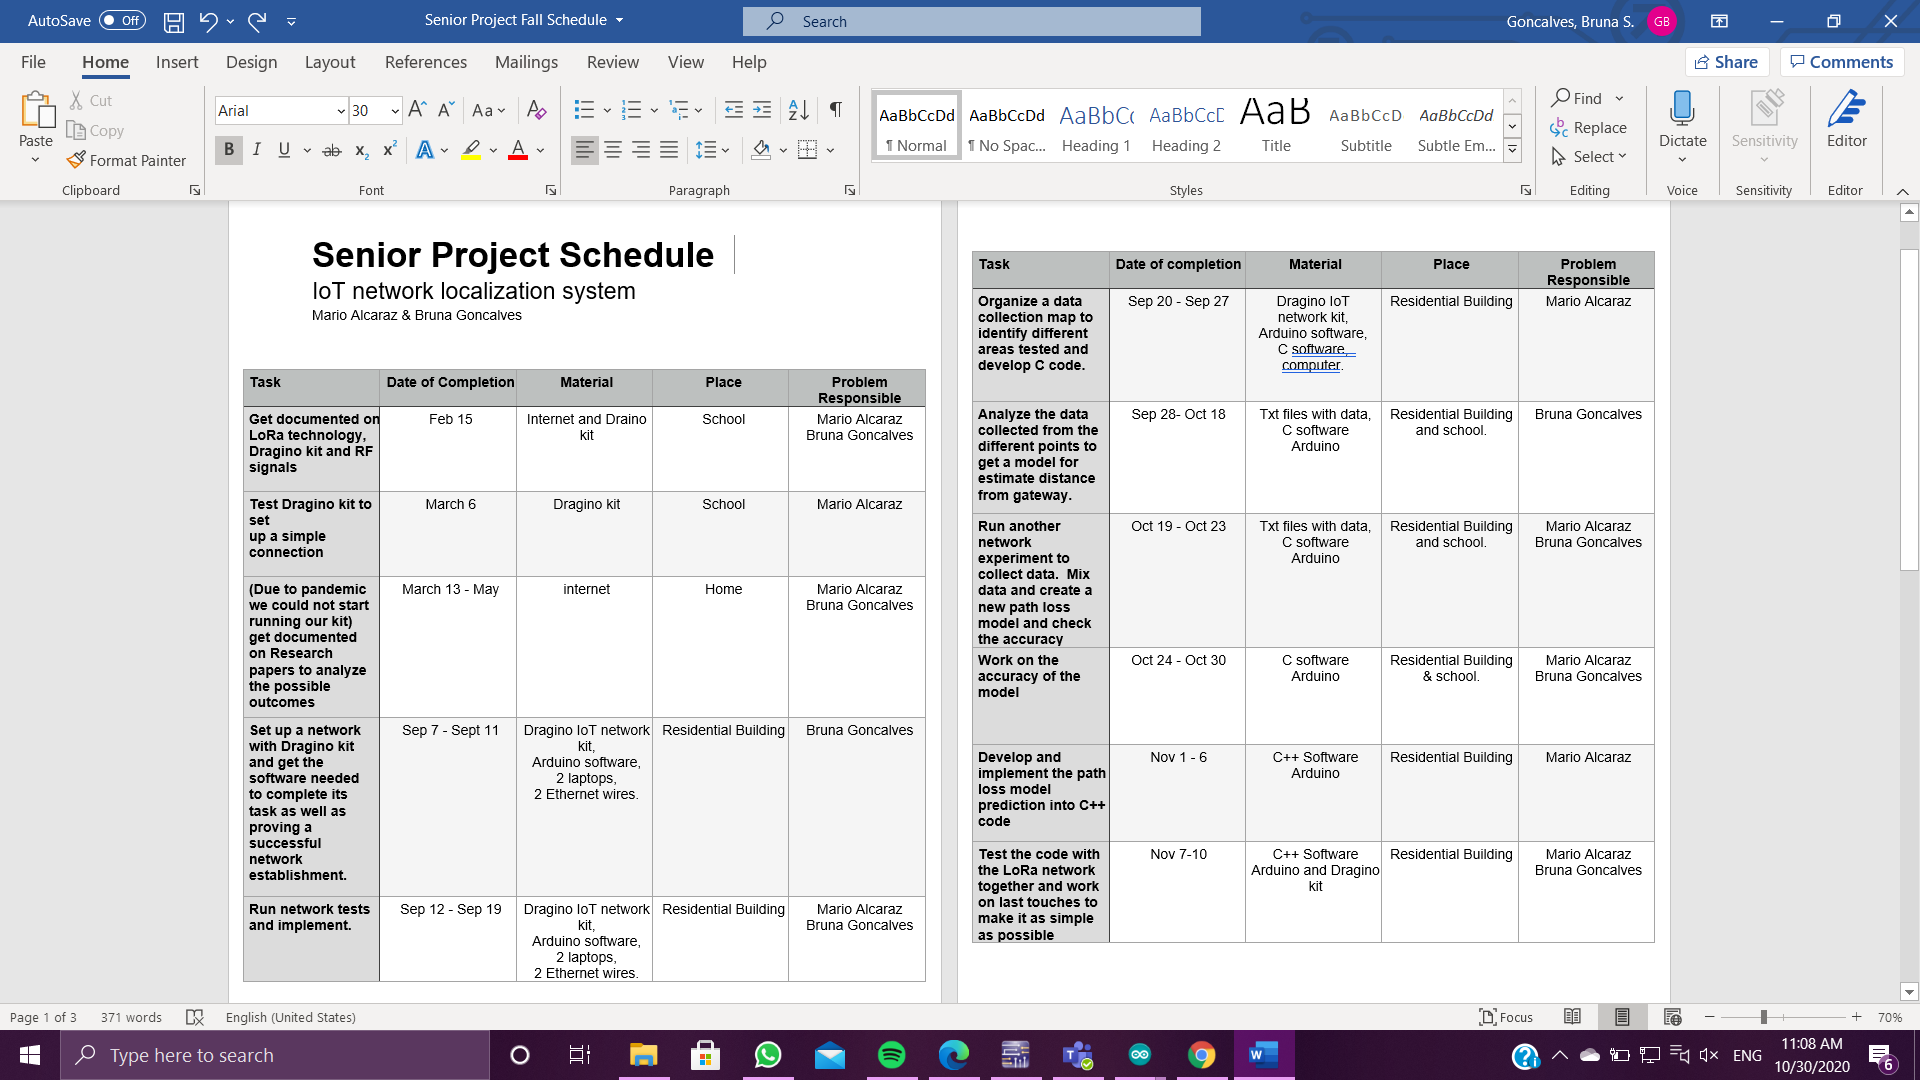 AutoSave Off
Senior Project Fall Schedule
Search
Goncalves, Bruna S. GB
File Home Insert Design Layout References Mailings Review View Help
Share Comments
Paste
Cut
Copy
Format Painter
Clipboard
Arial 30
Font
Paragraph
AaBbCcDd AaBbCcDd AaBbCc AaBbCcE AaB AaBbCcD AaBbCcDd
¶ Normal ¶ No Spac... Heading 1 Heading 2 Title Subtitle Subtle Em...
Styles
Find
Replace
Select
Editing
Dictate
Voice
Sensitivity
Sensitivity
Editor
Editor
Senior Project Schedule
IoT network localization system
Mario Alcaraz & Bruna Goncalves
Task Date of Completion Material Place Problem
Responsible
Get documented on Feb 15 Internet and Draino School Mario Alcaraz
LoRa technology, kit Bruna Goncalves
Dragino kit and RF
signals
Test Dragino kit to March 6 Dragino kit School Mario Alcaraz
set
up a simple
connection
(Due to pandemic March 13 - May internet Home Mario Alcaraz
we could not start Bruna Goncalves
running our kit)
get documented
on Research
papers to analyze
the possible
outcomes
Set up a network Sep 7 - Sept 11 Dragino IoT network Residential Building Bruna Goncalves
with Dragino kit kit,
and get the Arduino software,
software needed 2 laptops,
to complete its 2 Ethernet wires.
task as well as
proving a
successful
network
establishment.
Run network tests Sep 12 - Sep 19 Dragino IoT network Residential Building Mario Alcaraz
and implement. kit, Bruna Goncalves
Arduino software,
2 laptops,
2 Ethernet wires.
Task Date of completion Material Place Problem
Responsible
Organize a data Sep 20 - Sep 27 Dragino IoT Residential Building Mario Alcaraz
collection map to network kit,
identify different Arduino software,
areas tested and C software,
develop C code. computer.
Analyze the data Sep 28- Oct 18 Txt files with data, Residential Building Bruna Goncalves
collected from the C software and school.
different points to Arduino
get a model for
estimate distance
from gateway.
Run another Oct 19 - Oct 23 Txt files with data, Residential Building Mario Alcaraz
network C software and school. Bruna Goncalves
experiment to Arduino
collect data. Mix
data and create a
new path loss
model and check
the accuracy
Work on the Oct 24 - Oct 30 C software Residential Building Mario Alcaraz
accuracy of the Arduino & school. Bruna Goncalves
model
Develop and Nov 1 - 6 C++ Software Residential Building Mario Alcaraz
implement the path Arduino
loss model
prediction into C++
code
Test the code with Nov 7-10 C++ Software Residential Building Mario Alcaraz
the LoRa network Arduino and Dragino Bruna Goncalves
together and work kit
on last touches to
make it as simple
as possible
Page 1 of 3 371 words English (United States) Focus 70%
Type here to search
ENG
11:08 AM
10/30/2020
6